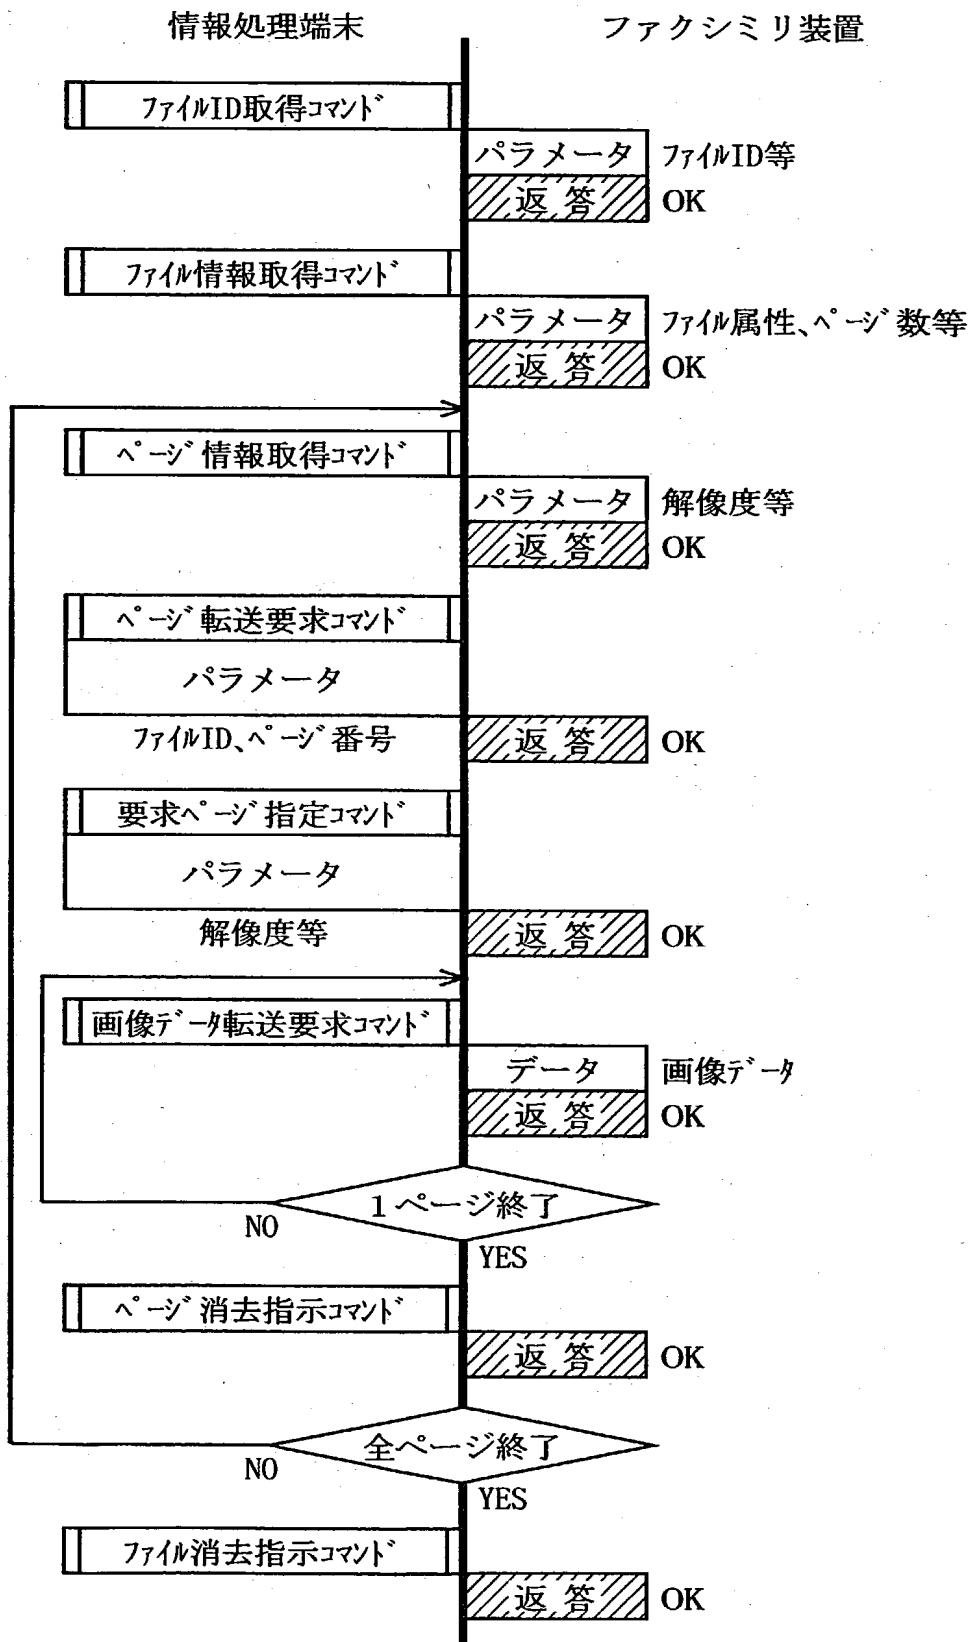 情報処理端末 ファクシミリ装置
ファイルID取得コマンド
パラメータ ファイルID等
返答 OK
ファイル情報取得コマンド
パラメータ ファイル属性、ページ数等
返答 OK
ページ情報取得コマンド
パラメータ 解像度等
返答 OK
ページ転送要求コマンド
パラメータ
ファイルID、ページ番号 返答 OK
要求ページ指定コマンド
パラメータ
解像度等 返答 OK
画像データ転送要求コマンド
データ 画像データ
返答 OK
1ページ終了
NO
YES
ページ消去指示コマンド
返答 OK
全ページ終了
NO
YES
ファイル消去指示コマンド
返答 OK